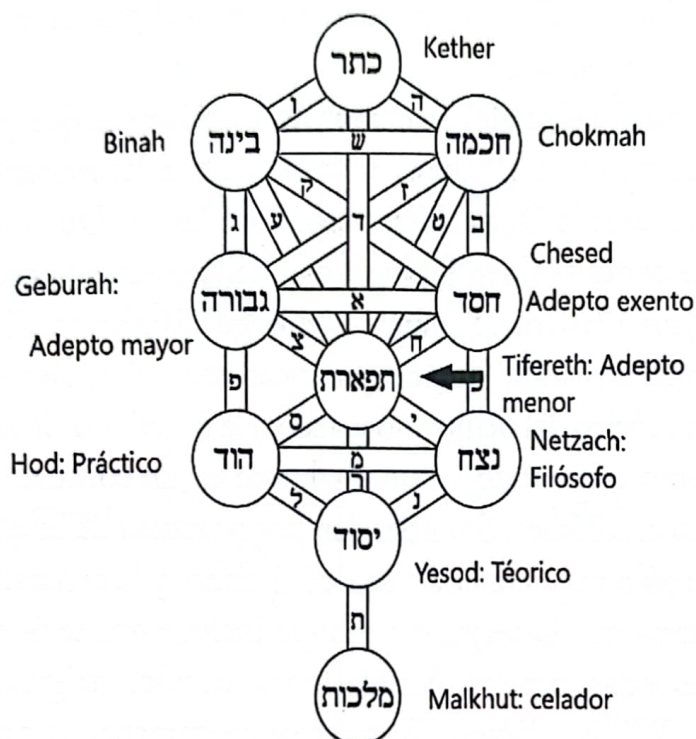 כתר
Kether
ו
ה
Binah
בינה
ש
חכמה
Chokmah
ק
ז
ג
ע
ד
ט
ב
Chesed
Geburah:
גבורה
א
חסד
Adepto exento
Adepto mayor
צ
ח
תפארת
Tifereth: Adepto
menor
פ
ס
י
Netzach:
Hod: Práctico
הוד
מ
נצח
Filósofo
ר
ל
נ
יסוד
Yesod: Téorico
ת
מלכות
Malkhut: celador